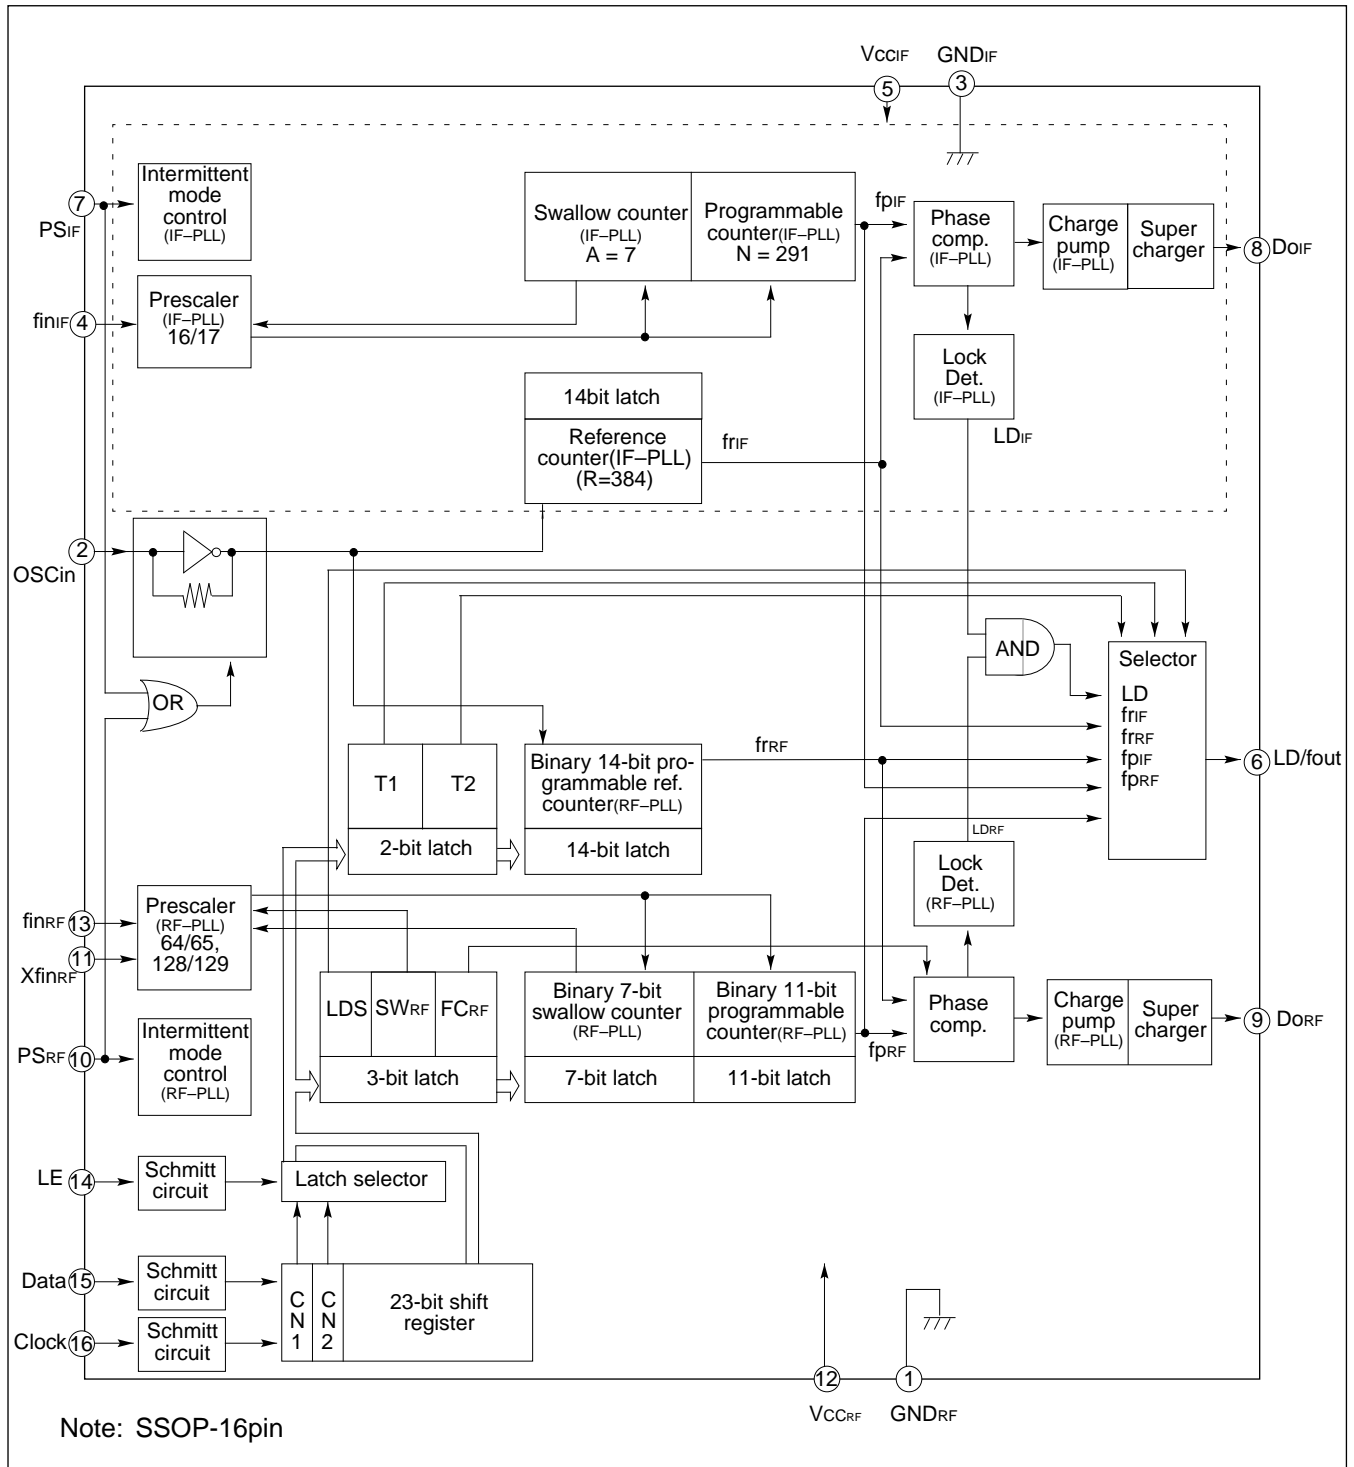 VccIF
GNDIF
5
3
7
PSIF
Intermittent
mode
control
(IF–PLL)
Swallow counter
(IF–PLL)
A = 7
Programmable
counter(IF–PLL)
N = 291
fpIF
Phase
comp.
(IF–PLL)
Charge
pump
(IF–PLL)
Super
charger
8
DoIF
finIF
4
Prescaler
(IF–PLL)
16/17
Lock
Det.
(IF–PLL)
LDIF
14bit latch
Reference
counter(IF–PLL)
(R=384)
frIF
2
OSCin
AND
OR
Selector
LD
frIF
frRF
fpIF
fpRF
6
LD/fout
T1
T2
2-bit latch
Binary 14-bit pro-
grammable ref.
counter(RF–PLL)
14-bit latch
frRF
LDRF
Lock
Det.
(RF–PLL)
finRF
13
11
XfinRF
Prescaler
(RF–PLL)
64/65,
128/129
LDS
SWRF
FCRF
3-bit latch
Binary 7-bit
swallow counter
(RF–PLL)
7-bit latch
Binary 11-bit
programmable
counter(RF–PLL)
11-bit latch
fpRF
Phase
comp.
Charge
pump
(RF–PLL)
Super
charger
9
DoRF
PSRF
10
Intermittent
mode
control
(RF–PLL)
LE
14
Schmitt
circuit
Latch selector
Data
15
Schmitt
circuit
Clock
16
Schmitt
circuit
C
N
1
C
N
2
23-bit shift
register
12
1
VCCRF
GNDRF
Note: SSOP-16pin